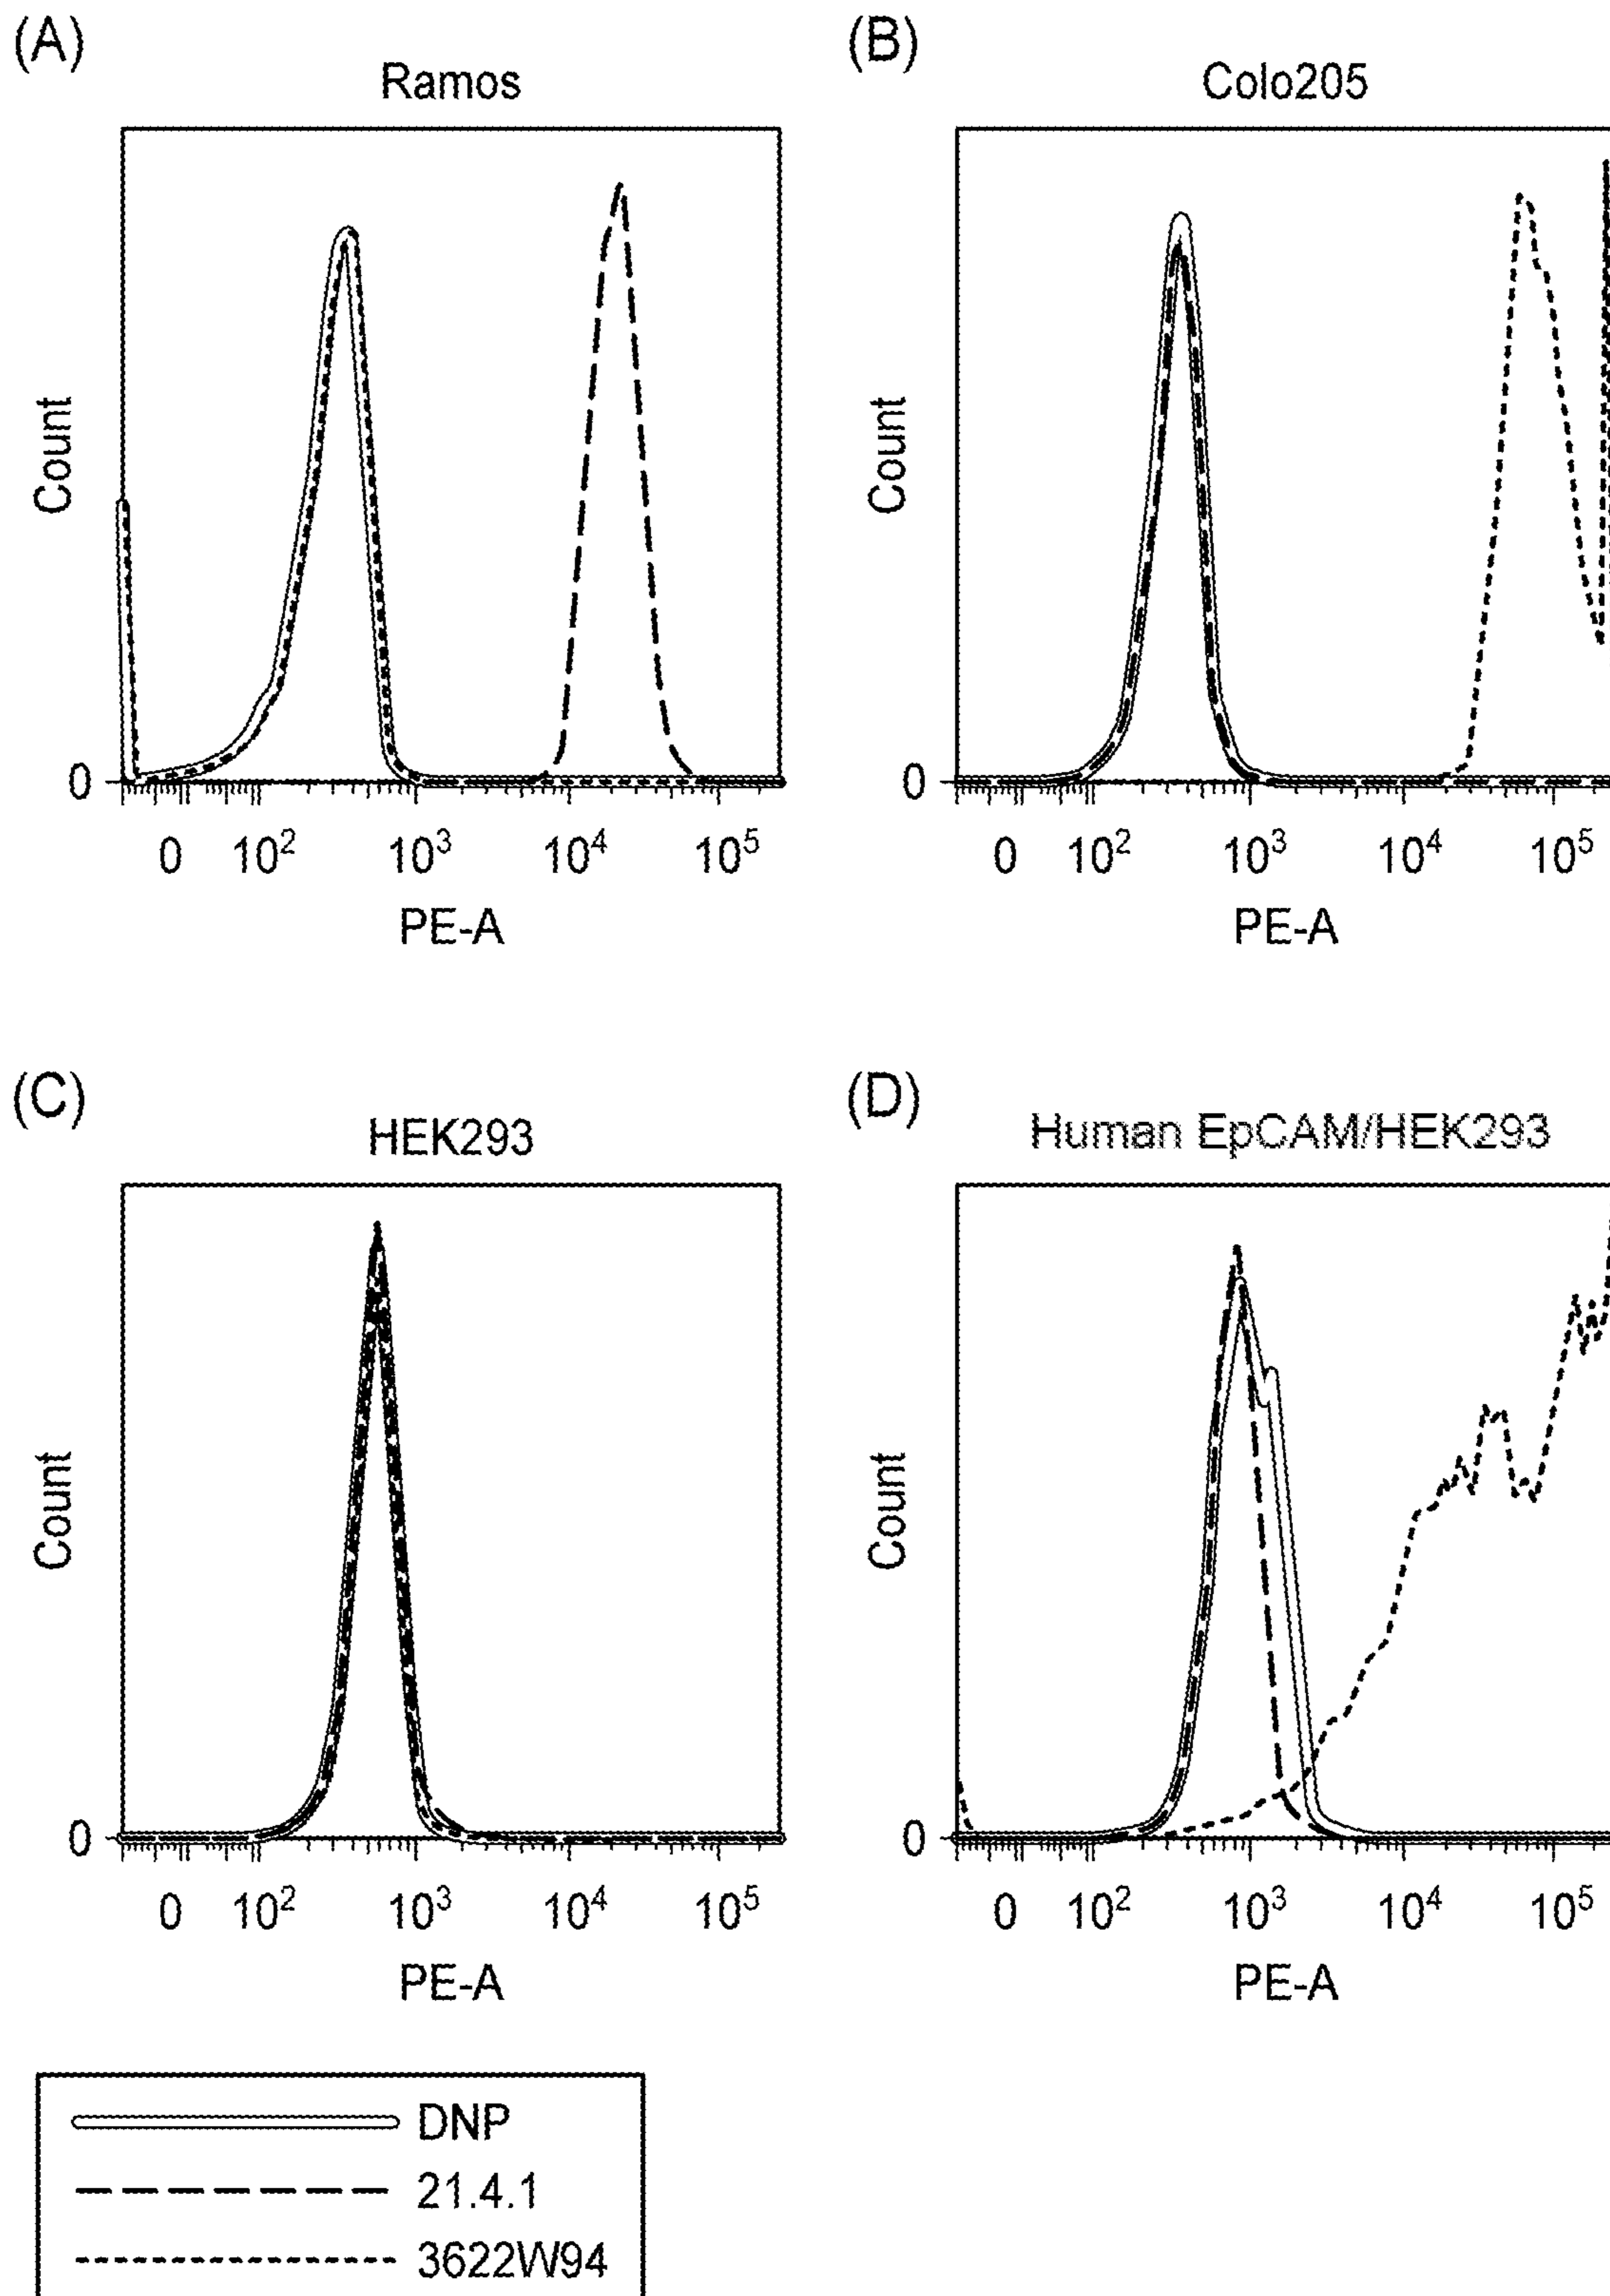 (A)
Ramos
Count
0
0 10² 10³ 10⁴ 10⁵
PE-A
(B)
Colo205
Count
0
0 10² 10³ 10⁴ 10⁵
PE-A
(C)
HEK293
Count
0
0 10² 10³ 10⁴ 10⁵
PE-A
(D)
Human EpCAM/HEK293
Count
0
0 10² 10³ 10⁴ 10⁵
PE-A
DNP
21.4.1
3622W94